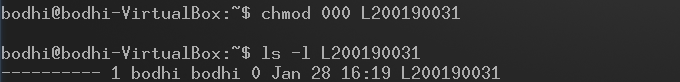 bodhi@bodhi-VirtualBox:~$ chmod 000 L200190031
bodhi@bodhi-VirtualBox:~$ ls -l L200190031
---------- 1 bodhi bodhi 0 Jan 28 16:19 L200190031